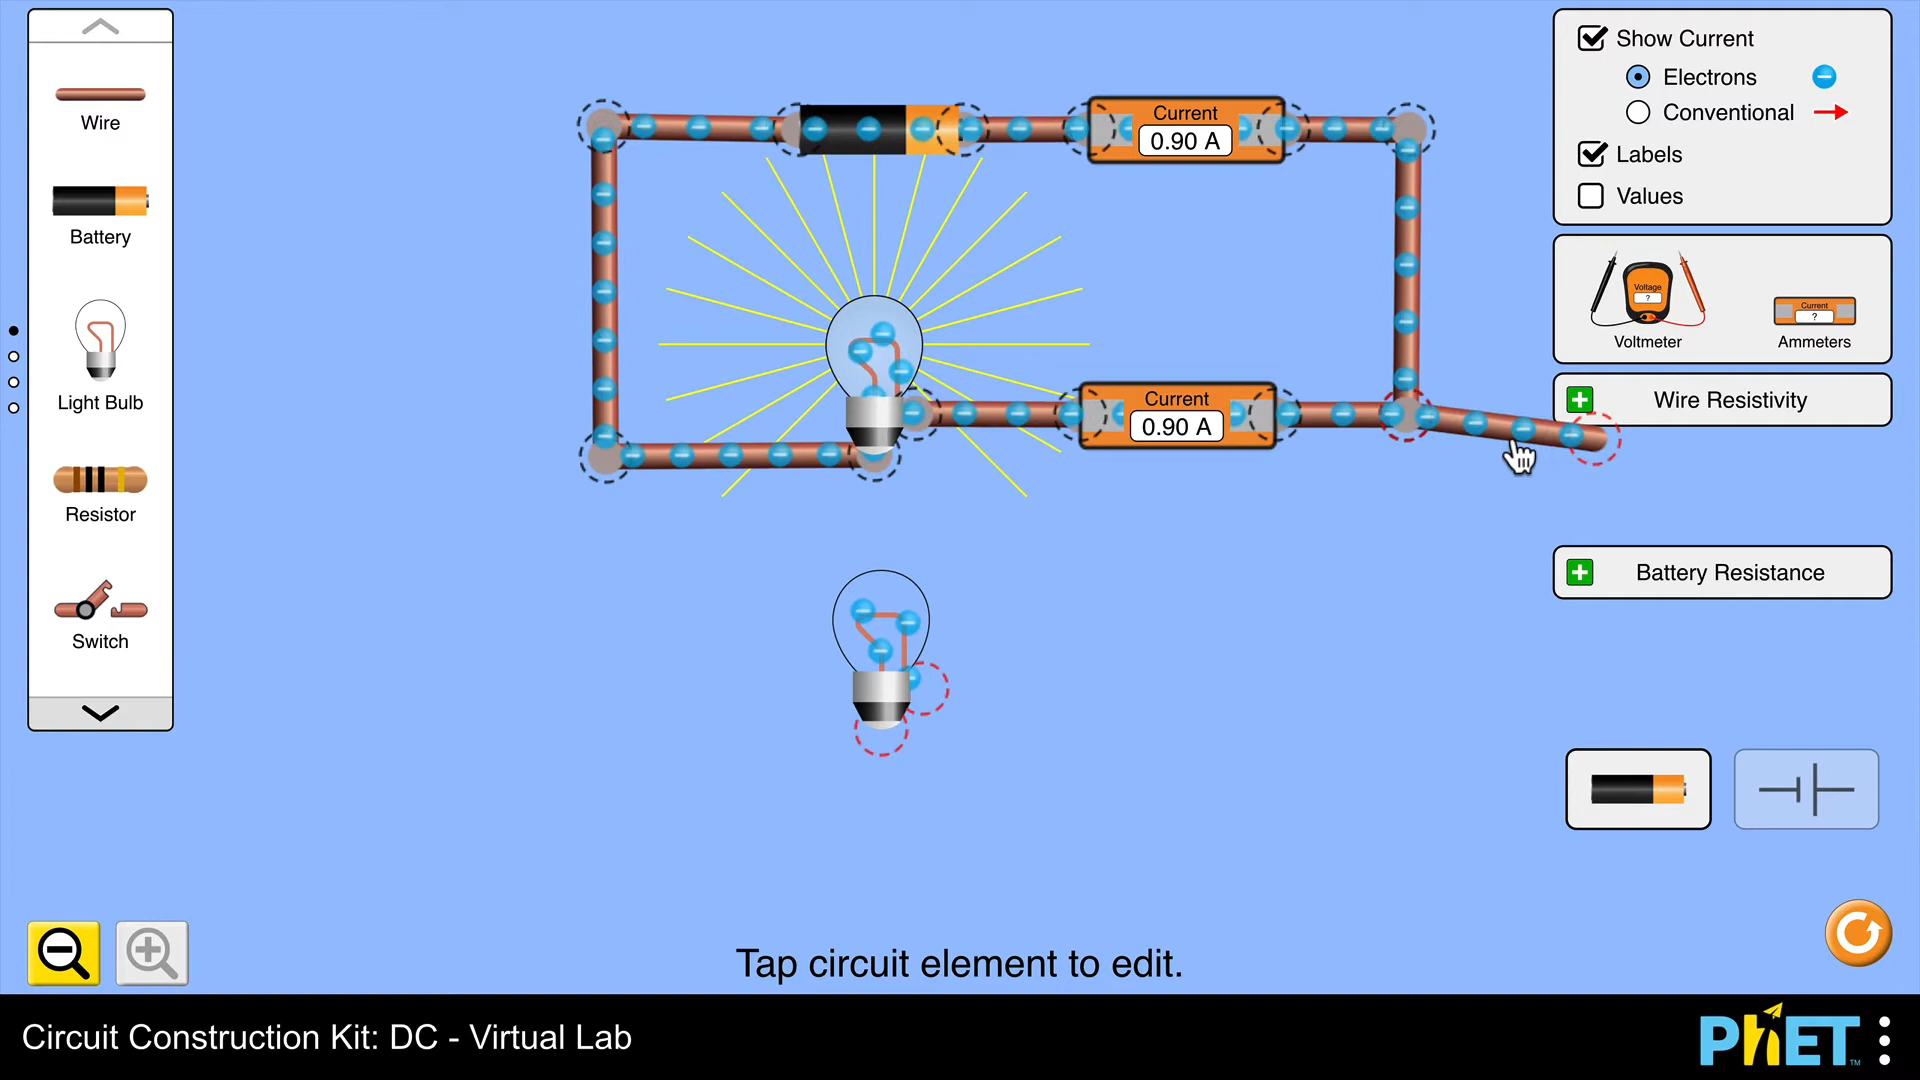 Wire
Battery
Light Bulb
Resistor
Switch
Current
0.90 A
Current
0.90 A
Show Current
Electrons
Conventional
Labels
Values
Voltage
?
Voltmeter
Current
?
Ammeters
Wire Resistivity
Battery Resistance
Tap circuit element to edit.
Circuit Construction Kit: DC - Virtual Lab
PhET™